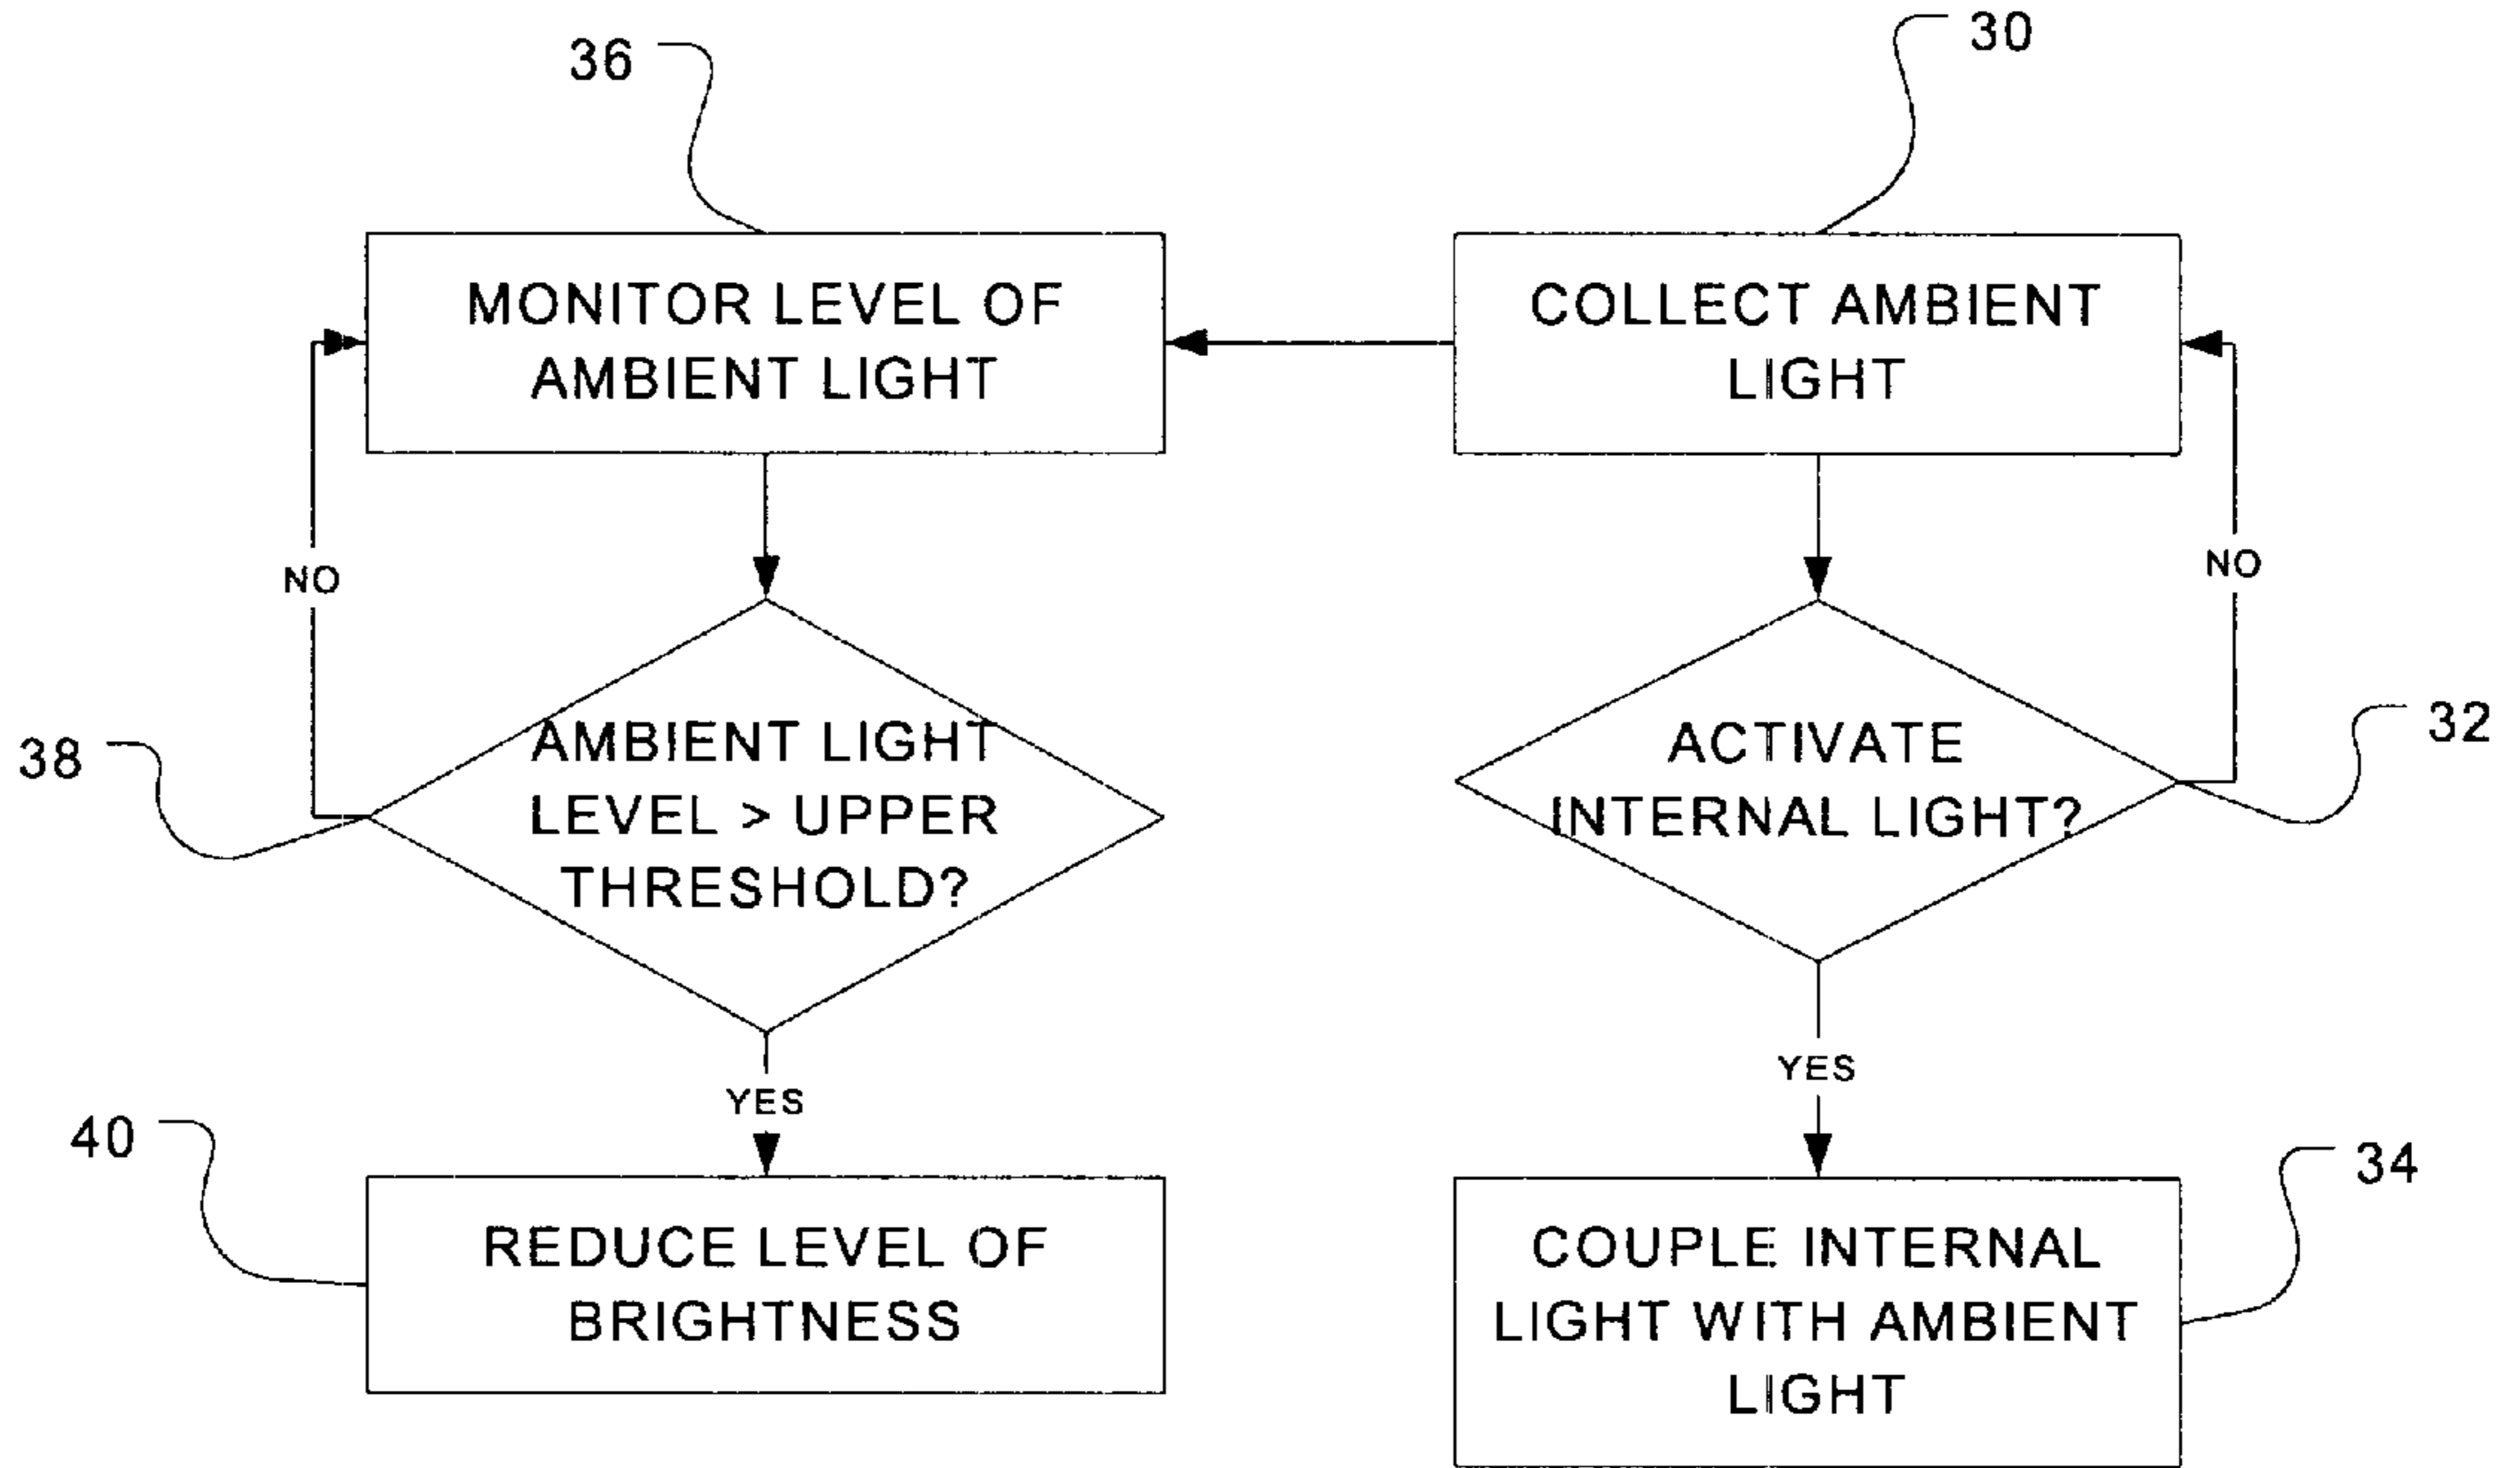 36
30
MONITOR LEVEL OF
AMBIENT LIGHT
COLLECT AMBIENT
LIGHT
NO
NO
38
AMBIENT LIGHT
LEVEL > UPPER
THRESHOLD?
ACTIVATE
INTERNAL LIGHT?
32
YES
YES
40
REDUCE LEVEL OF
BRIGHTNESS
COUPLE INTERNAL
LIGHT WITH AMBIENT
LIGHT
34